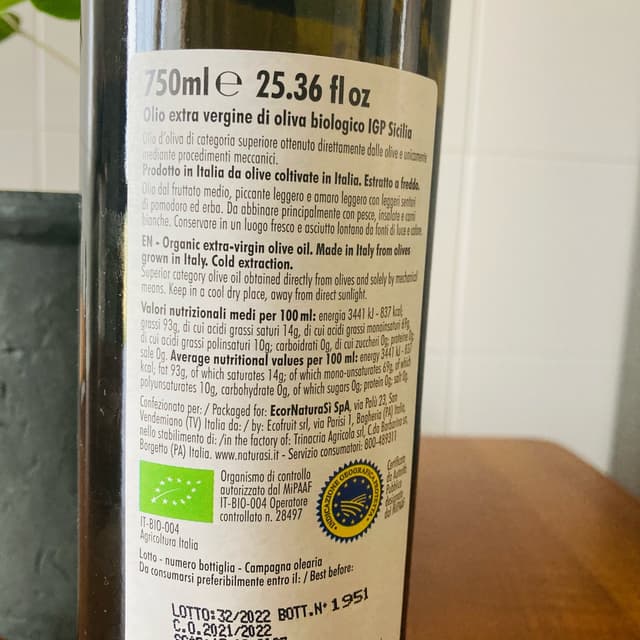 750ml ℮ 25.36 fl oz
Olio extra vergine di oliva biologico IGP Sicilia
Olio d'oliva di categoria superiore ottenuto direttamente dalle olive e unicamente
mediante procedimenti meccanici.
Prodotto in Italia da olive coltivate in Italia. Estratto a freddo.
Olio dal fruttato medio, piccante leggero e amaro leggero con leggeri sentori
di pomodoro ed erba. Da abbinare principalmente con pesce, insalate e carni
bianche. Conservare in un luogo fresco e asciutto lontano da fonti di luce e calore.
EN - Organic extra-virgin olive oil. Made in Italy from olives
grown in Italy. Cold extraction.
Superior category olive oil obtained directly from olives and solely by mechanical
means. Keep in a cool dry place, away from direct sunlight.
Valori nutrizionali medi per 100 ml: energia 3441 kJ - 837 kcal;
grassi 93g, di cui acidi grassi saturi 14g, di cui acidi grassi monoinsaturi 69g,
di cui acidi grassi polinsaturi 10g; carboidrati 0g, di cui zuccheri 0g; proteine 0g;
sale 0g. Average nutritional values per 100 ml: energy 3441 kJ - 837
kcal; fat 93g, of which saturates 14g; of which mono-unsaturates 69g, of which
polyunsaturates 10g, carbohydrate 0g, of which sugars 0g; protein 0g; salt 0g.
Confezionato per: / Packaged for: EcorNaturaSì SpA, via Palù 23, San
Vendemiano (TV) Italia da: / by: Ecofruit srl, via Parisi 1, Bagheria (PA) Italia,
nello stabilimento di: /in the factory of: Trinacria Agricola srl, C.da Barbarina sn,
Borgetto (PA) Italia. www.naturasi.it - Servizio consumatori: 800-489311
Organismo di controllo
autorizzato dal MiPAAF
IT-BIO-004 Operatore
controllato n. 28497
IT-BIO-004
Agricoltura Italia
INDICAZIONE GEOGRAFICA PROTETTA
Certificato
da Autorità
Pubblica
designata
dal MiPAAF
Lotto - numero bottiglia - Campagna olearia
Da consumarsi preferibilmente entro il: / Best before:
LOTTO:32/2022 BOTT.N° 1951
C.O.2021/2022